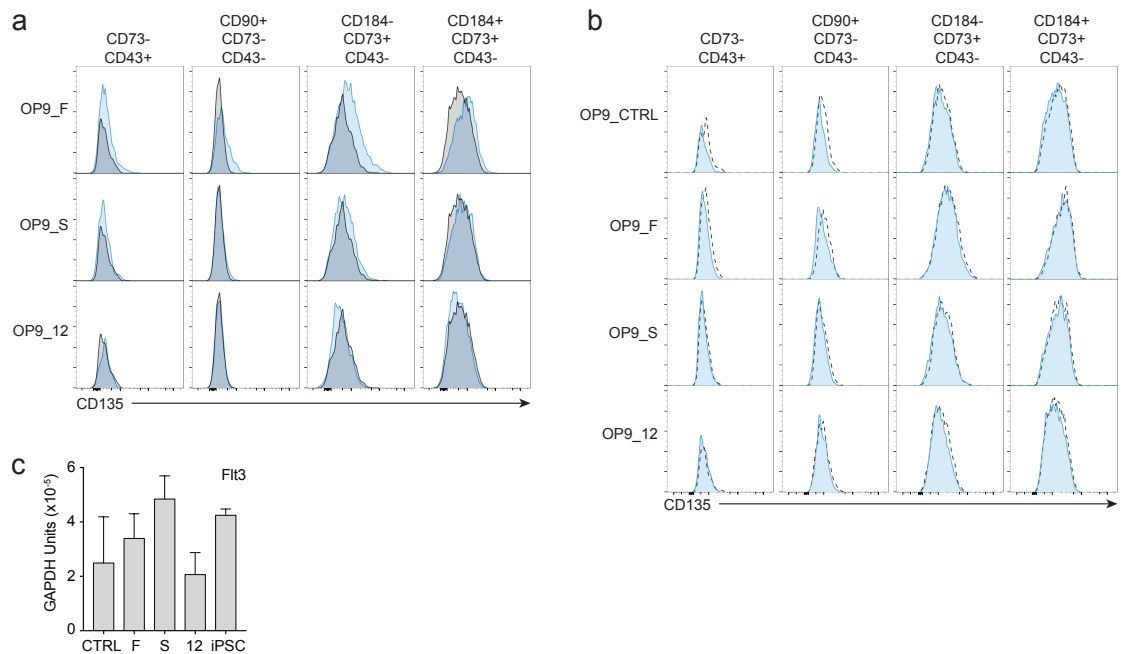 a
CD73-
CD43+
CD90+
CD73-
CD43-
CD184-
CD73+
CD43-
CD184+
CD73+
CD43-
OP9_F
OP9_S
OP9_12
CD135
b
CD73-
CD43+
CD90+
CD73-
CD43-
CD184-
CD73+
CD43-
CD184+
CD73+
CD43-
OP9_CTRL
OP9_F
OP9_S
OP9_12
CD135
c
Flt3
GAPDH Units (x10⁻⁵)
6
4
2
0
CTRL F S 12 iPSC